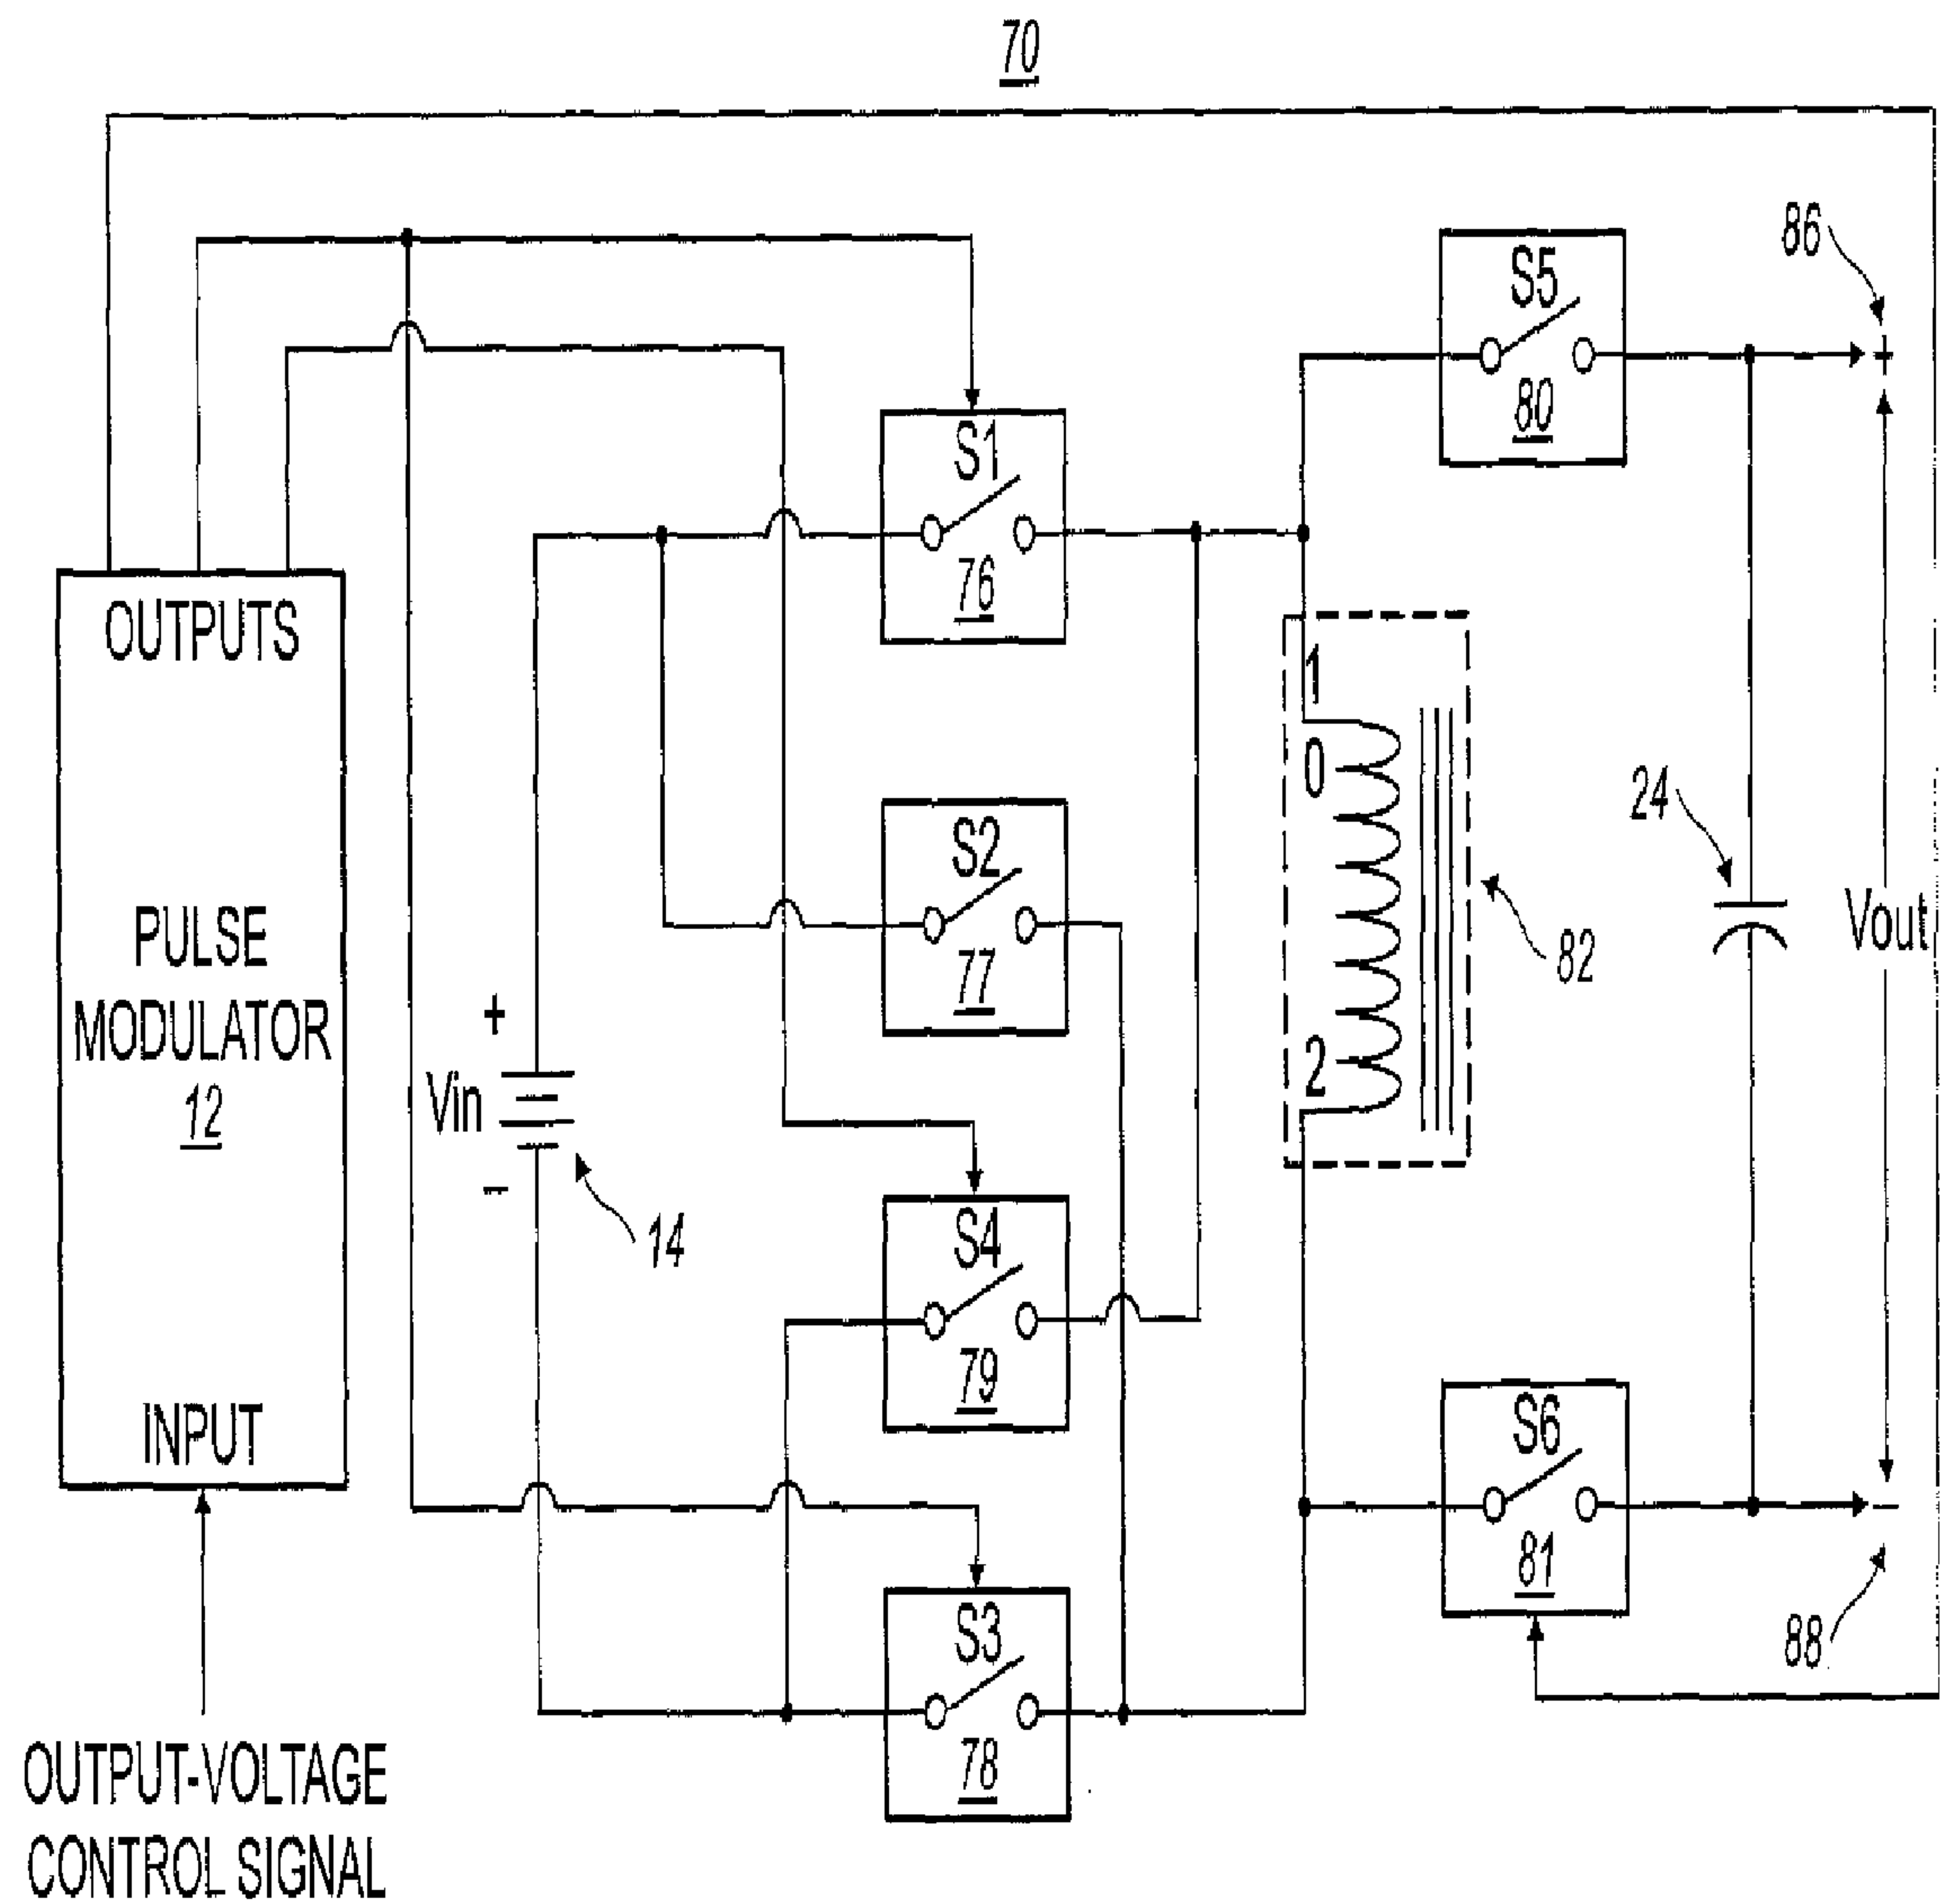 70
86
S5
80
S1
76
OUTPUTS
1
0
S2
77
24
PULSE
MODULATOR
12
+
Vin
-
14
82
Vout
2
S4
79
INPUT
S6
81
+
-
88
S3
78
OUTPUT-VOLTAGE
CONTROL SIGNAL